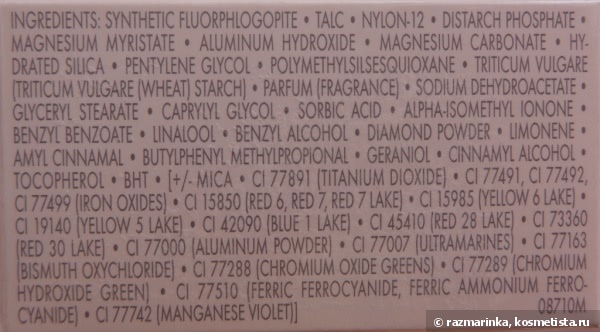 INGREDIENTS: SYNTHETIC FLUORPHLOGOPITE • TALC • NYLON-12 • DISTARCH PHOSPHATE •
MAGNESIUM MYRISTATE • ALUMINUM HYDROXIDE • MAGNESIUM CARBONATE • HY-
DRATED SILICA • PENTYLENE GLYCOL • POLYMETHYLSILSESQUIOXANE • TRITICUM VULGARE
(TRITICUM VULGARE (WHEAT) STARCH) • PARFUM (FRAGRANCE) • SODIUM DEHYDROACETATE •
GLYCERYL STEARATE • CAPRYLYL GLYCOL • SORBIC ACID • ALPHA-ISOMETHYL IONONE •
BENZYL BENZOATE • LINALOOL • BENZYL ALCOHOL • DIAMOND POWDER • LIMONENE •
AMYL CINNAMAL • BUTYLPHENYL METHYLPROPIONAL • GERANIOL • CINNAMYL ALCOHOL •
TOCOPHEROL • BHT • [+/- MICA • CI 77891 (TITANIUM DIOXIDE) • CI 77491, CI 77492,
CI 77499 (IRON OXIDES) • CI 15850 (RED 6, RED 7, RED 7 LAKE) • CI 15985 (YELLOW 6 LAKE) •
CI 19140 (YELLOW 5 LAKE) • CI 42090 (BLUE 1 LAKE) • CI 45410 (RED 28 LAKE) • CI 73360
(RED 30 LAKE) • CI 77000 (ALUMINUM POWDER) • CI 77007 (ULTRAMARINES) • CI 77163
(BISMUTH OXYCHLORIDE) • CI 77288 (CHROMIUM OXIDE GREENS) • CI 77289 (CHROMIUM
HYDROXIDE GREEN) • CI 77510 (FERRIC FERROCYANIDE, FERRIC AMMONIUM FERRO-
CYANIDE) • CI 77742 (MANGANESE VIOLET)] 08710M
© razmarinka, kosmetista.ru